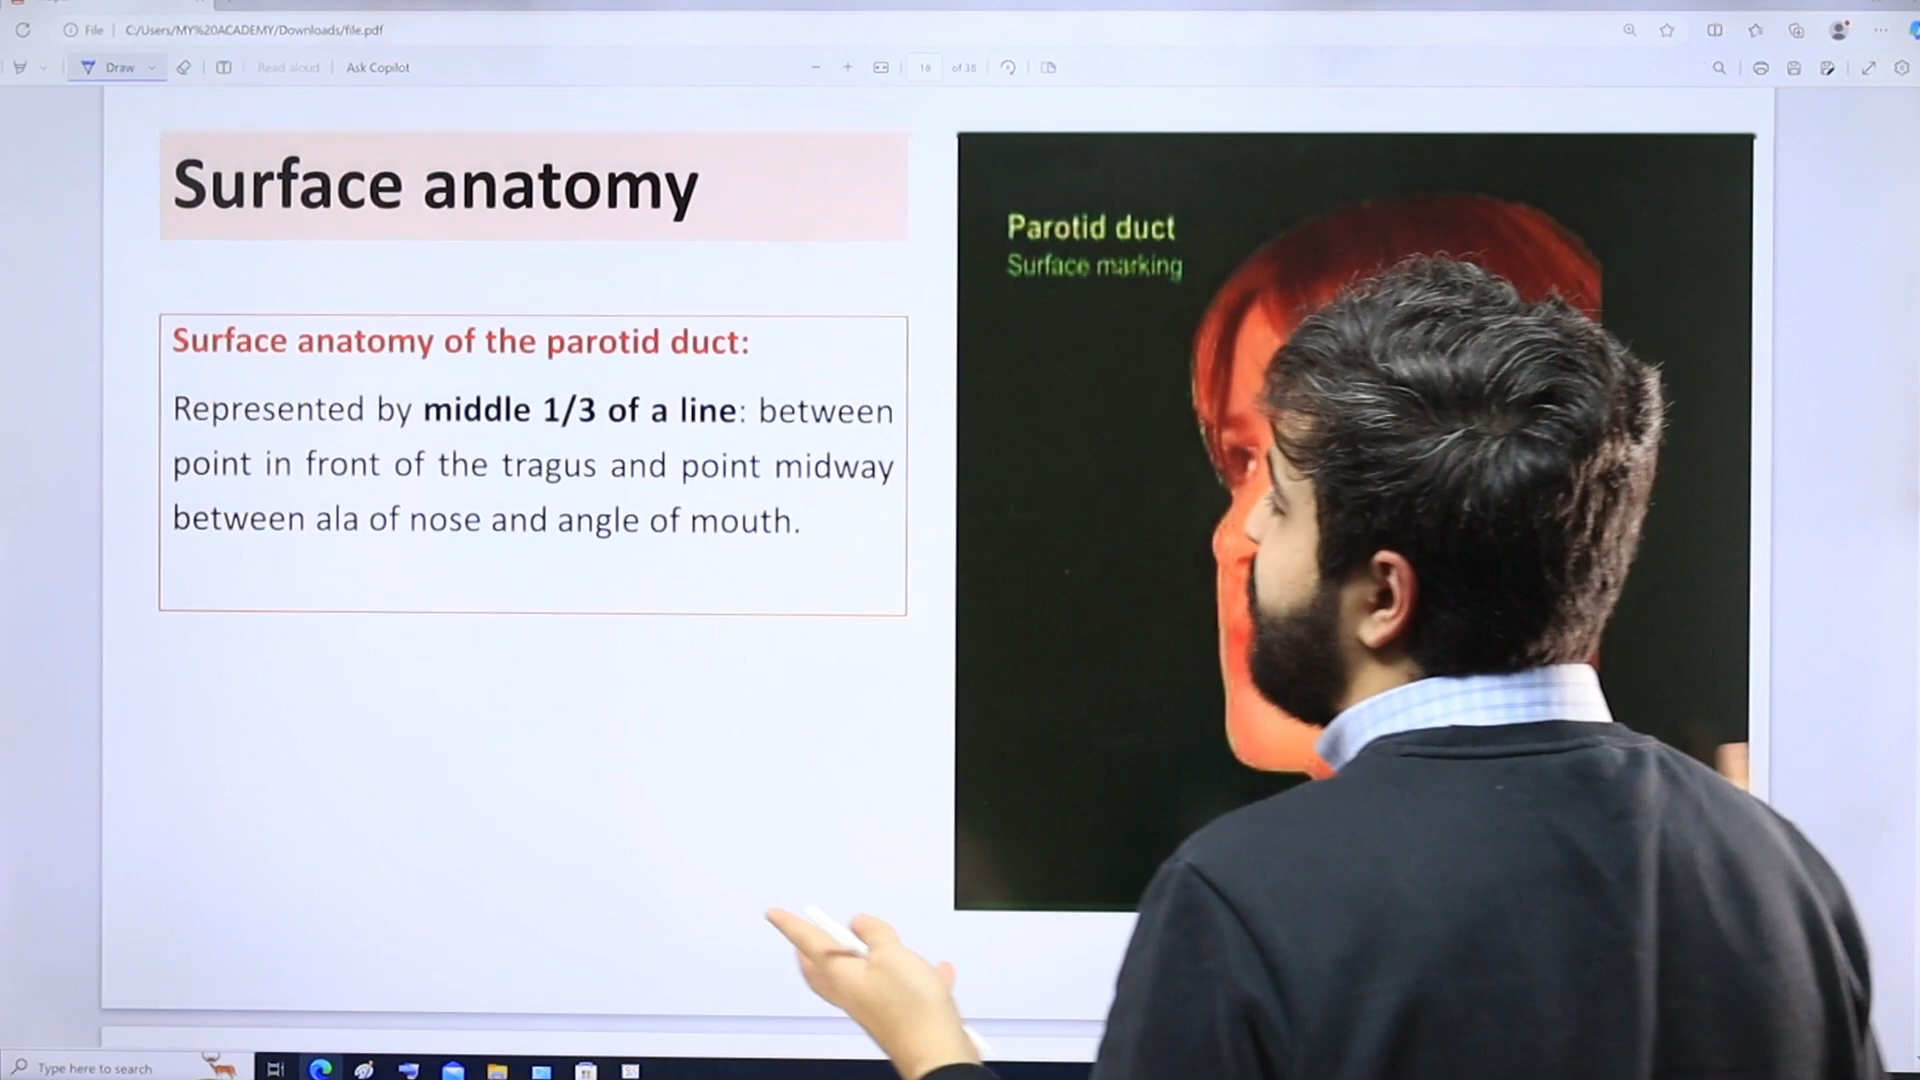 File
C:/Users/MY%20ACADEMY/Downloads/file.pdf
Draw
Read aloud
Ask Copilot
of 38
Surface anatomy
Parotid duct
Surface marking
Surface anatomy of the parotid duct:
Represented by middle 1/3 of a line: between
point in front of the tragus and point midway
between ala of nose and angle of mouth.
Type here to search